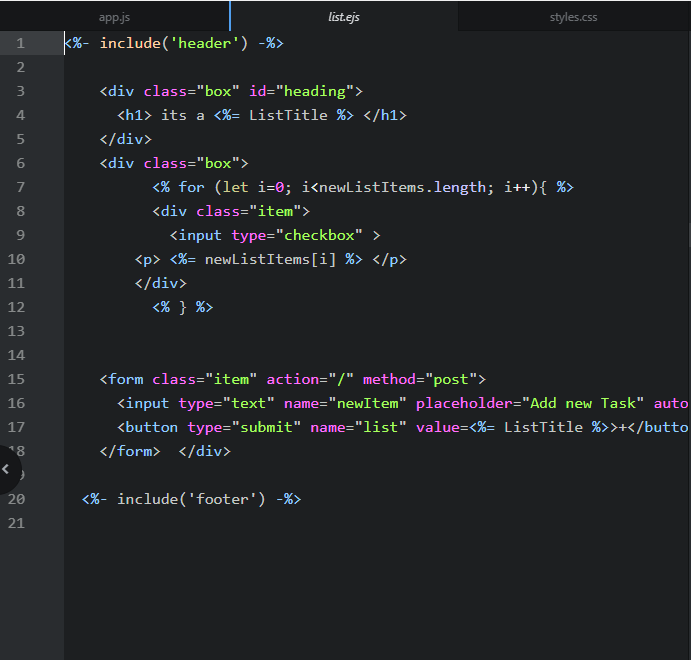 app.js list.ejs styles.css
1 <%- include('header') -%>
2
3 <div class="box" id="heading">
4 <h1> its a <%= ListTitle %> </h1>
5 </div>
6 <div class="box">
7 <% for (let i=0; i<newListItems.length; i++){ %>
8 <div class="item">
9 <input type="checkbox" >
10 <p> <%= newListItems[i] %> </p>
11 </div>
12 <% } %>
13
14
15 <form class="item" action="/" method="post">
16 <input type="text" name="newItem" placeholder="Add new Task" auto
17 <button type="submit" name="list" value=<%= ListTitle %>>+</butto
18 </form> </div>
9
20 <%- include('footer') -%>
21